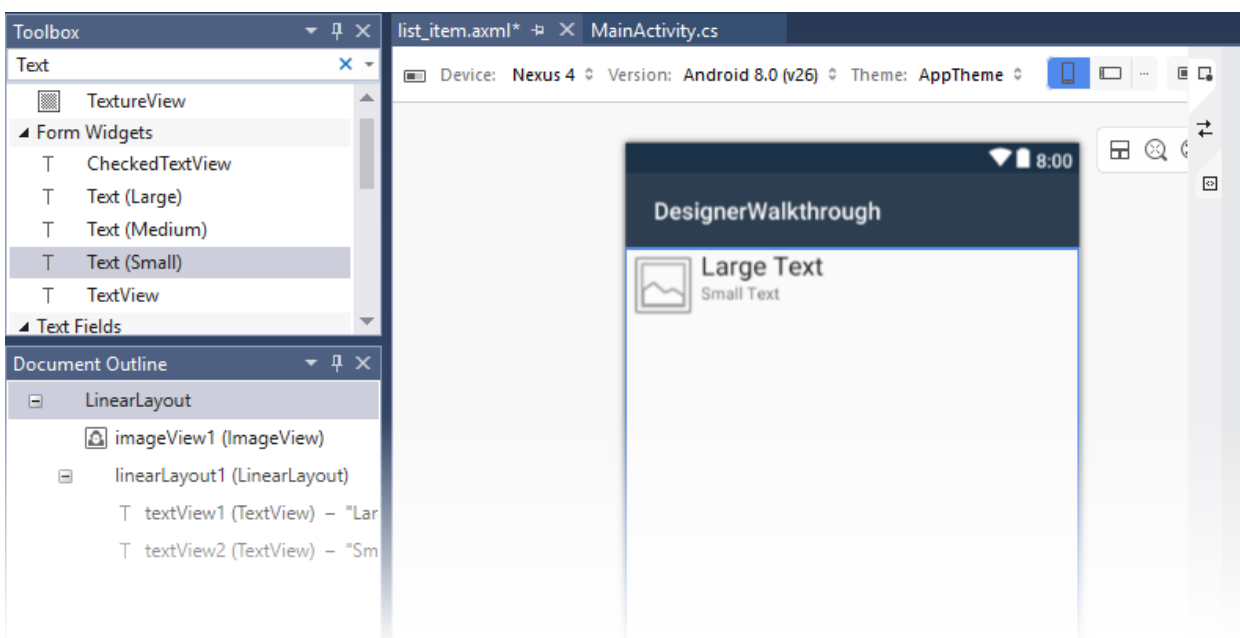 Toolbox
Text
TextureView
Form Widgets
CheckedTextView
Text (Large)
Text (Medium)
Text (Small)
TextView
Text Fields
Document Outline
LinearLayout
imageView1 (ImageView)
linearLayout1 (LinearLayout)
textView1 (TextView) – "Lar
textView2 (TextView) – "Sm
list_item.axml* MainActivity.cs
Device: Nexus 4 Version: Android 8.0 (v26) Theme: AppTheme ...
8:00
DesignerWalkthrough
Large Text
Small Text